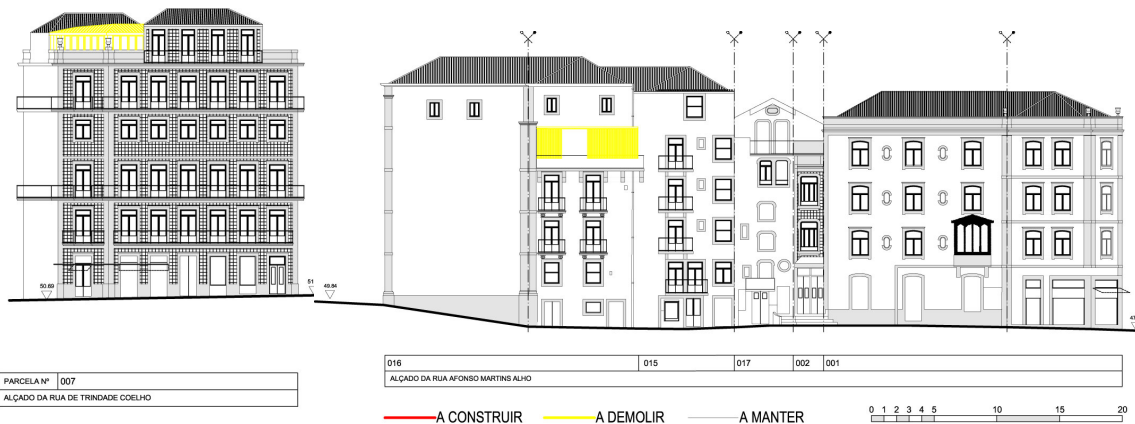 50.69
51
49.84
47
PARCELA Nº 007
ALÇADO DA RUA DE TRINDADE COELHO
016 015 017 002 001
ALÇADO DA RUA AFONSO MARTINS ALHO
A CONSTRUIR A DEMOLIR A MANTER
0 1 2 3 4 5 10 15 20